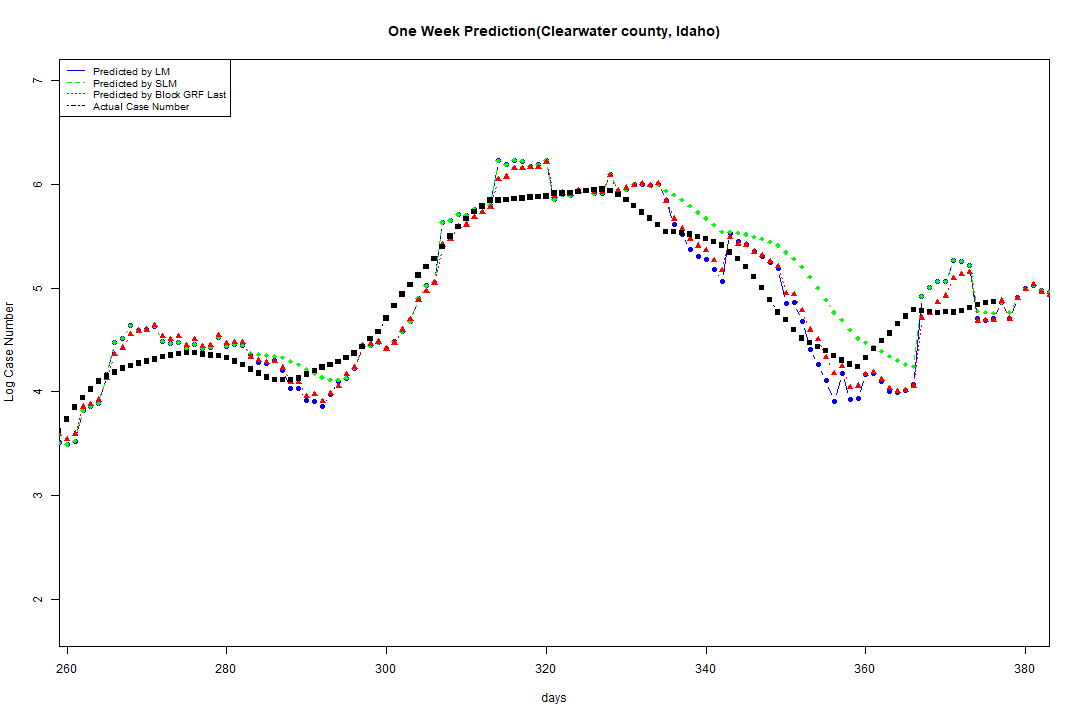 One Week Prediction(Clearwater county, Idaho)
Predicted by LM
Predicted by SLM
Predicted by Block GRF Last
Actual Case Number
7
6
5
4
3
2
Log Case Number
260 280 300 320 340 360 380
days